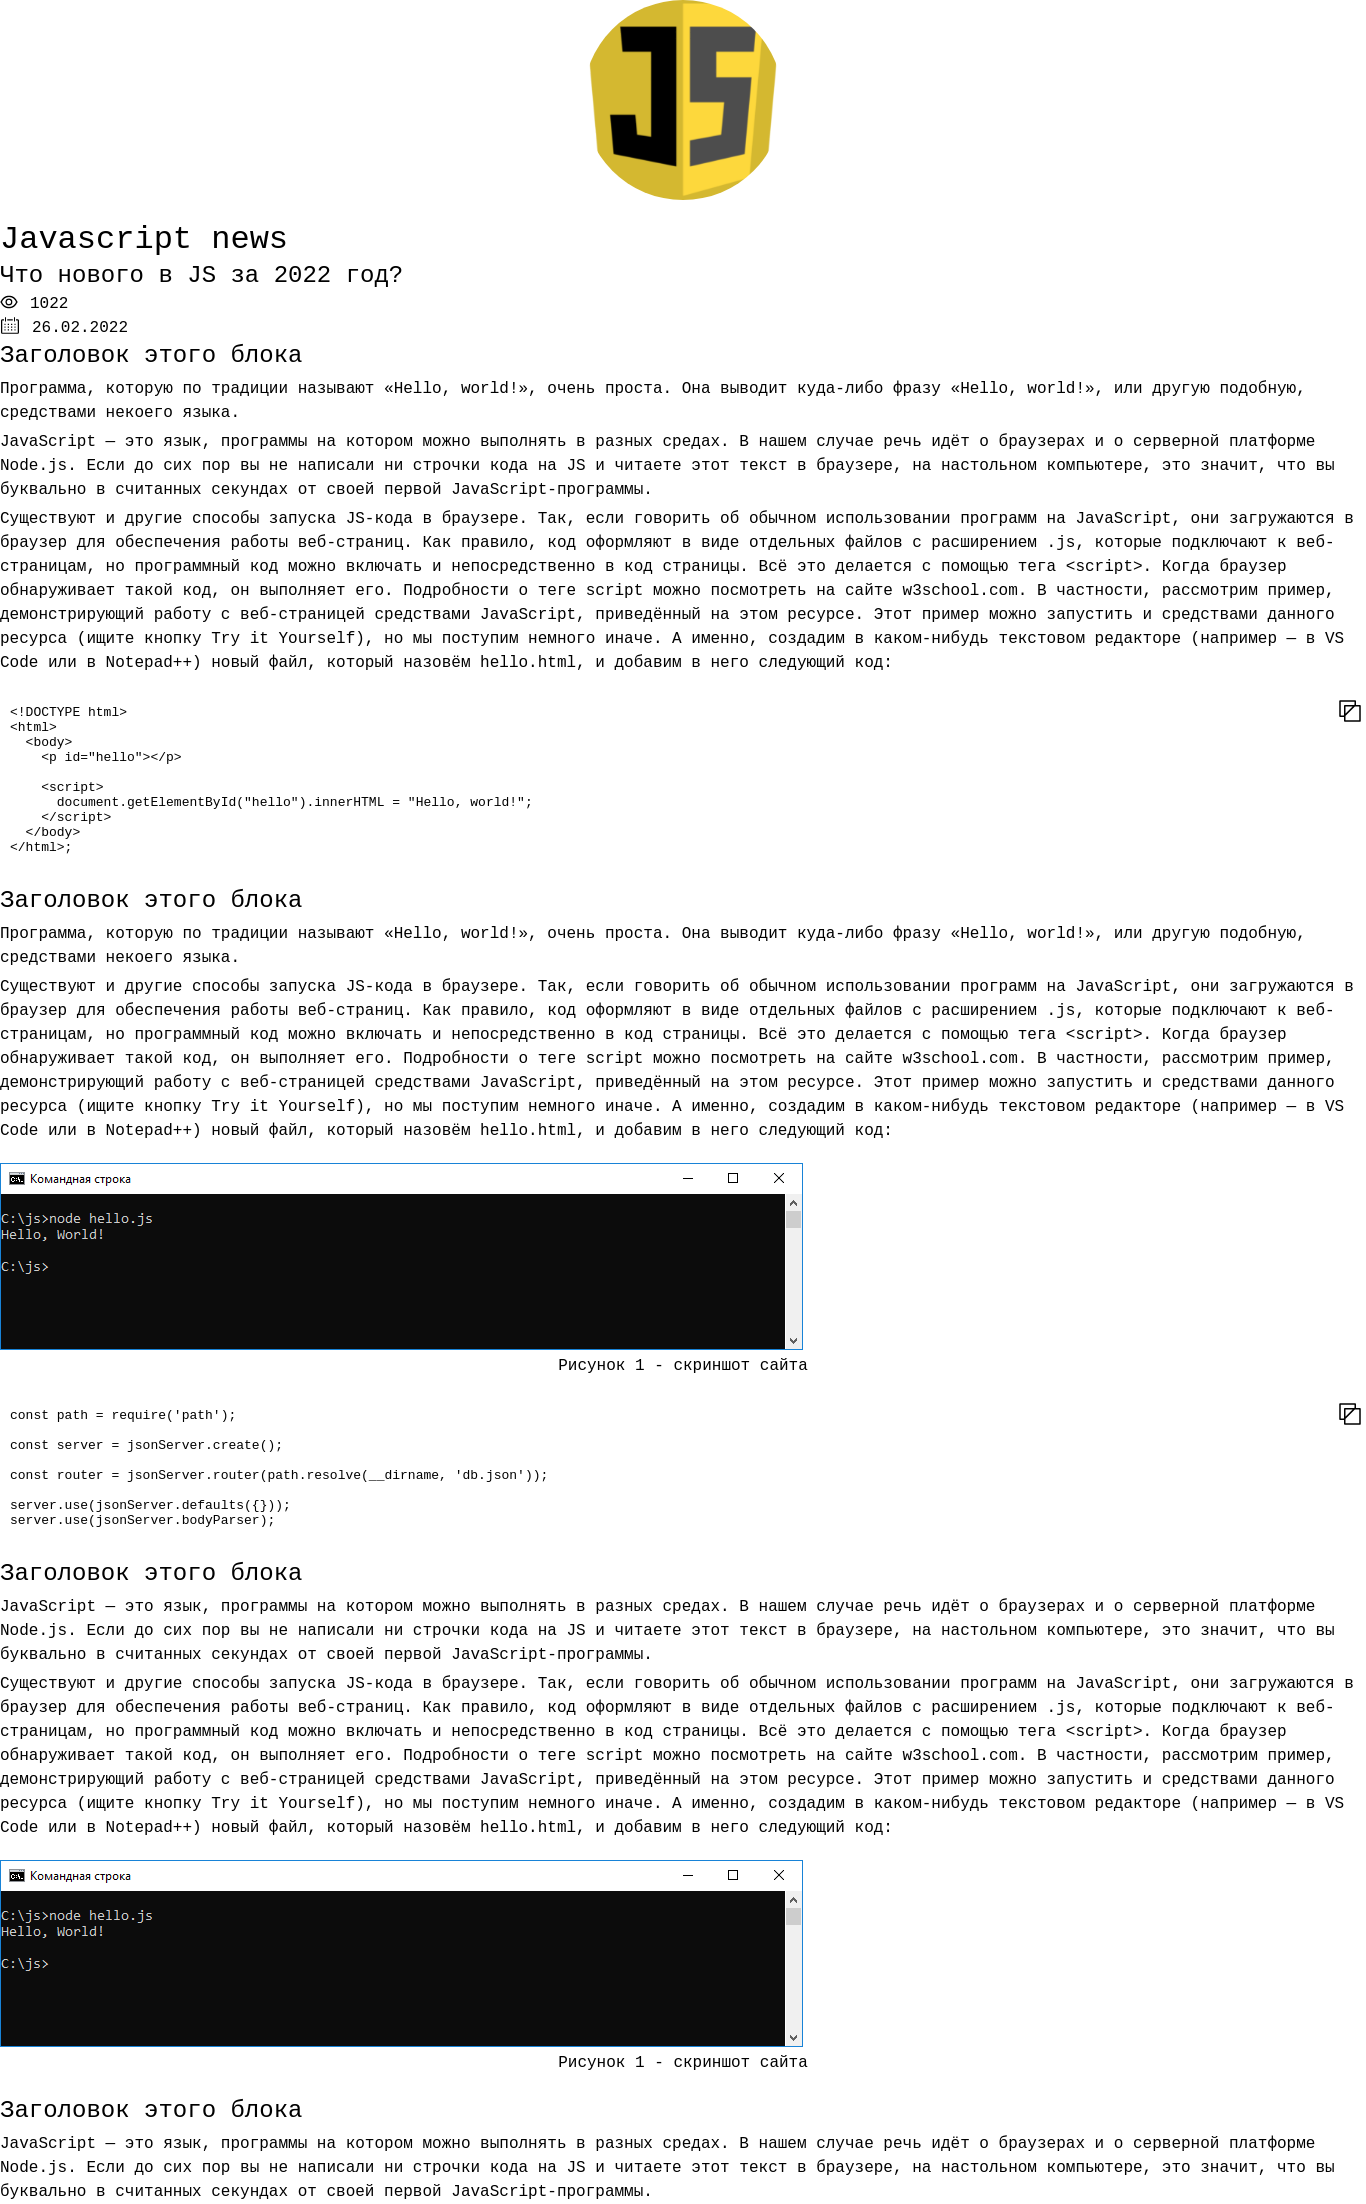 JS
Javascript news
Что нового в JS за 2022 год?
1022
26.02.2022
Заголовок этого блока
Программа, которую по традиции называют «Hello, world!», очень проста. Она выводит куда-либо фразу «Hello, world!», или другую подобную,
средствами некоего языка.
JavaScript — это язык, программы на котором можно выполнять в разных средах. В нашем случае речь идёт о браузерах и о серверной платформе
Node.js. Если до сих пор вы не написали ни строчки кода на JS и читаете этот текст в браузере, на настольном компьютере, это значит, что вы
буквально в считанных секундах от своей первой JavaScript-программы.
Существуют и другие способы запуска JS-кода в браузере. Так, если говорить об обычном использовании программ на JavaScript, они загружаются в
браузер для обеспечения работы веб-страниц. Как правило, код оформляют в виде отдельных файлов с расширением .js, которые подключают к веб-
страницам, но программный код можно включать и непосредственно в код страницы. Всё это делается с помощью тега <script>. Когда браузер
обнаруживает такой код, он выполняет его. Подробности о теге script можно посмотреть на сайте w3school.com. В частности, рассмотрим пример,
демонстрирующий работу с веб-страницей средствами JavaScript, приведённый на этом ресурсе. Этот пример можно запустить и средствами данного
ресурса (ищите кнопку Try it Yourself), но мы поступим немного иначе. А именно, создадим в каком-нибудь текстовом редакторе (например — в VS
Code или в Notepad++) новый файл, который назовём hello.html, и добавим в него следующий код:
<!DOCTYPE html>
<html>
  <body>
    <p id="hello"></p>
    <script>
      document.getElementById("hello").innerHTML = "Hello, world!";
    </script>
  </body>
</html>;
Заголовок этого блока
Программа, которую по традиции называют «Hello, world!», очень проста. Она выводит куда-либо фразу «Hello, world!», или другую подобную,
средствами некоего языка.
Существуют и другие способы запуска JS-кода в браузере. Так, если говорить об обычном использовании программ на JavaScript, они загружаются в
браузер для обеспечения работы веб-страниц. Как правило, код оформляют в виде отдельных файлов с расширением .js, которые подключают к веб-
страницам, но программный код можно включать и непосредственно в код страницы. Всё это делается с помощью тега <script>. Когда браузер
обнаруживает такой код, он выполняет его. Подробности о теге script можно посмотреть на сайте w3school.com. В частности, рассмотрим пример,
демонстрирующий работу с веб-страницей средствами JavaScript, приведённый на этом ресурсе. Этот пример можно запустить и средствами данного
ресурса (ищите кнопку Try it Yourself), но мы поступим немного иначе. А именно, создадим в каком-нибудь текстовом редакторе (например — в VS
Code или в Notepad++) новый файл, который назовём hello.html, и добавим в него следующий код:
Командная строка
C:\js>node hello.js
Hello, World!
C:\js>
Рисунок 1 - скриншот сайта
const path = require('path');
const server = jsonServer.create();
const router = jsonServer.router(path.resolve(__dirname, 'db.json'));
server.use(jsonServer.defaults({}));
server.use(jsonServer.bodyParser);
Заголовок этого блока
JavaScript — это язык, программы на котором можно выполнять в разных средах. В нашем случае речь идёт о браузерах и о серверной платформе
Node.js. Если до сих пор вы не написали ни строчки кода на JS и читаете этот текст в браузере, на настольном компьютере, это значит, что вы
буквально в считанных секундах от своей первой JavaScript-программы.
Существуют и другие способы запуска JS-кода в браузере. Так, если говорить об обычном использовании программ на JavaScript, они загружаются в
браузер для обеспечения работы веб-страниц. Как правило, код оформляют в виде отдельных файлов с расширением .js, которые подключают к веб-
страницам, но программный код можно включать и непосредственно в код страницы. Всё это делается с помощью тега <script>. Когда браузер
обнаруживает такой код, он выполняет его. Подробности о теге script можно посмотреть на сайте w3school.com. В частности, рассмотрим пример,
демонстрирующий работу с веб-страницей средствами JavaScript, приведённый на этом ресурсе. Этот пример можно запустить и средствами данного
ресурса (ищите кнопку Try it Yourself), но мы поступим немного иначе. А именно, создадим в каком-нибудь текстовом редакторе (например — в VS
Code или в Notepad++) новый файл, который назовём hello.html, и добавим в него следующий код:
Командная строка
C:\js>node hello.js
Hello, World!
C:\js>
Рисунок 1 - скриншот сайта
Заголовок этого блока
JavaScript — это язык, программы на котором можно выполнять в разных средах. В нашем случае речь идёт о браузерах и о серверной платформе
Node.js. Если до сих пор вы не написали ни строчки кода на JS и читаете этот текст в браузере, на настольном компьютере, это значит, что вы
буквально в считанных секундах от своей первой JavaScript-программы.